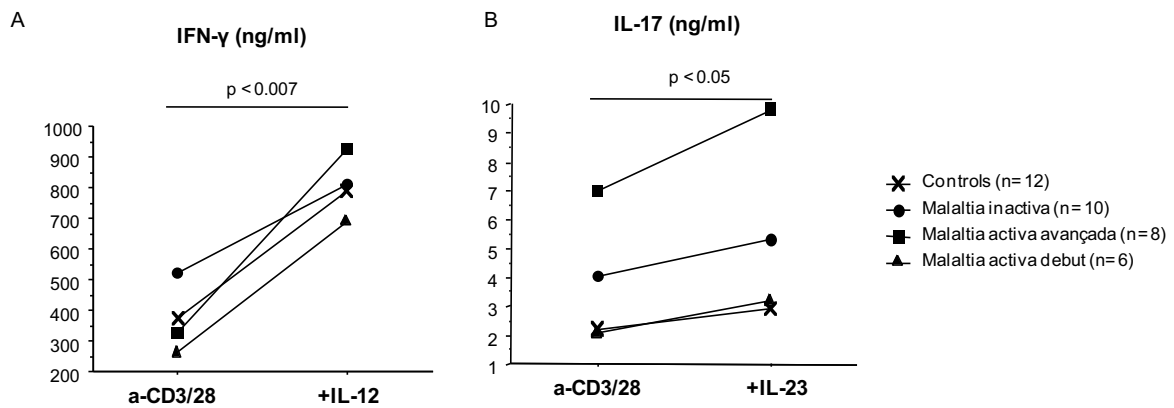 A
IFN-γ (ng/ml)
p < 0.007
1000
900
800
700
600
500
400
300
200
a-CD3/28
+IL-12
B
IL-17 (ng/ml)
p < 0.05
10
9
8
7
6
5
4
3
2
1
a-CD3/28
+IL-23
Controls (n=12)
Malaltia inactiva (n=10)
Malaltia activa avançada (n=8)
Malaltia activa debut (n=6)